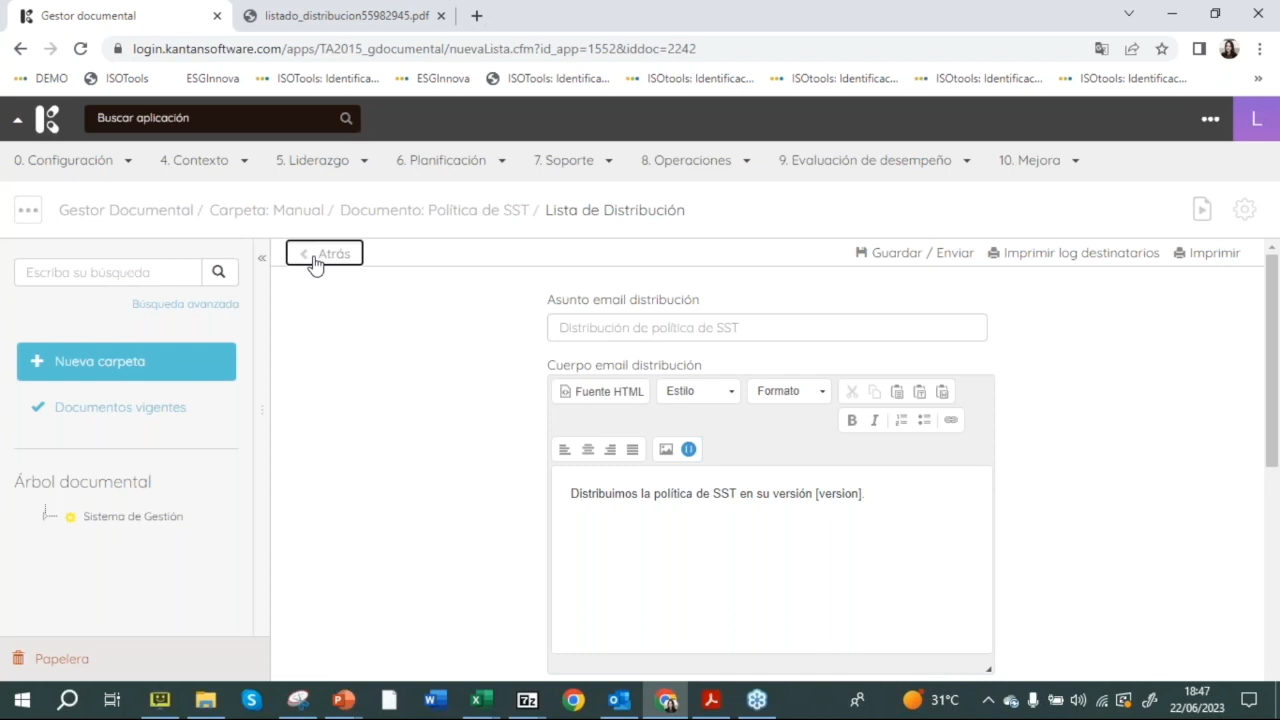 Gestor documental
listado_distribucion55982945.pdf
login.kantansoftware.com/apps/TA2015_gdocumental/nuevaLista.cfm?id_app=1552&iddoc=2242
DEMO
ISOTools
ESGInnova
ISOTools: Identifica...
ESGInnova
ISOTools: Identifica...
ISOtools: Identificac...
ISOtools: Identificac...
ISOtools: Identificac...
ISOtools: Identificac...
»
Buscar aplicación
L
0. Configuración
4. Contexto
5. Liderazgo
6. Planificación
7. Soporte
8. Operaciones
9. Evaluación de desempeño
10. Mejora
Gestor Documental / Carpeta: Manual / Documento: Política de SST / Lista de Distribución
Escriba su búsqueda
Búsqueda avanzada
Nueva carpeta
Documentos vigentes
Árbol documental
Sistema de Gestión
Papelera
Atrás
Guardar / Enviar
Imprimir log destinatarios
Imprimir
Asunto email distribución
Distribución de política de SST
Cuerpo email distribución
Fuente HTML
Estilo
Formato
B I
Distribuimos la política de SST en su versión [version].
31°C
18:47
22/06/2023